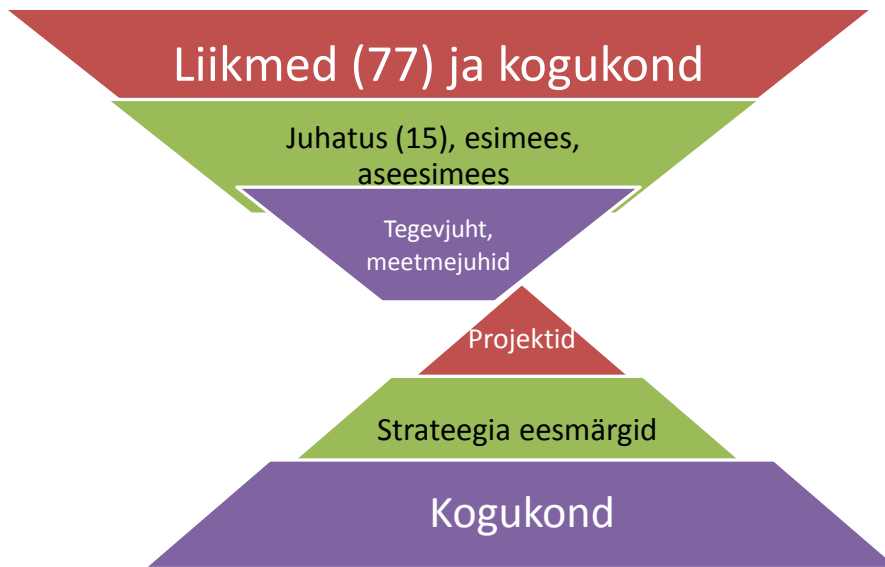 Liikmed (77) ja kogukond
Juhatus (15), esimees,
aseesimees
Tegevjuht,
meetmejuhid
Projektid
Strateegia eesmärgid
Kogukond